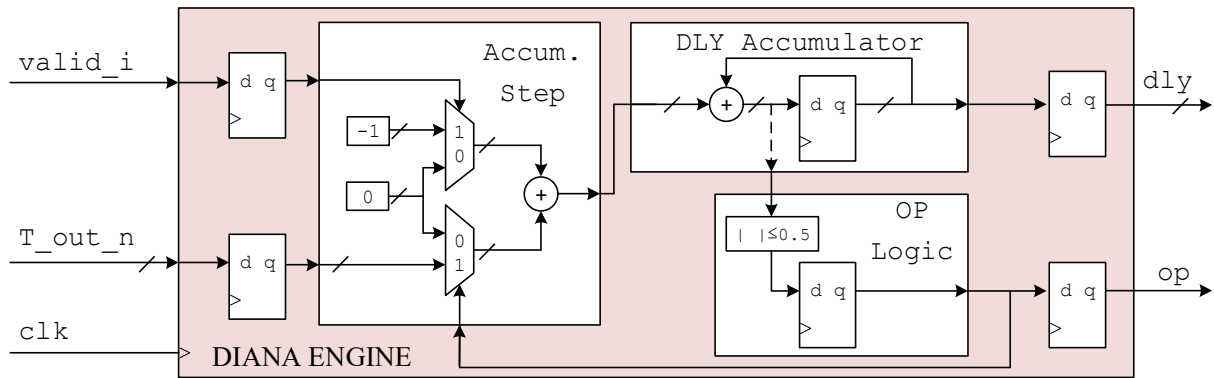 valid_i
T_out_n
clk
d q
d q
Accum.
Step
-1
0
1
0
0
1
+
DLY Accumulator
+
d q
OP
Logic
| |≤0.5
d q
d q
d q
dly
op
DIANA ENGINE